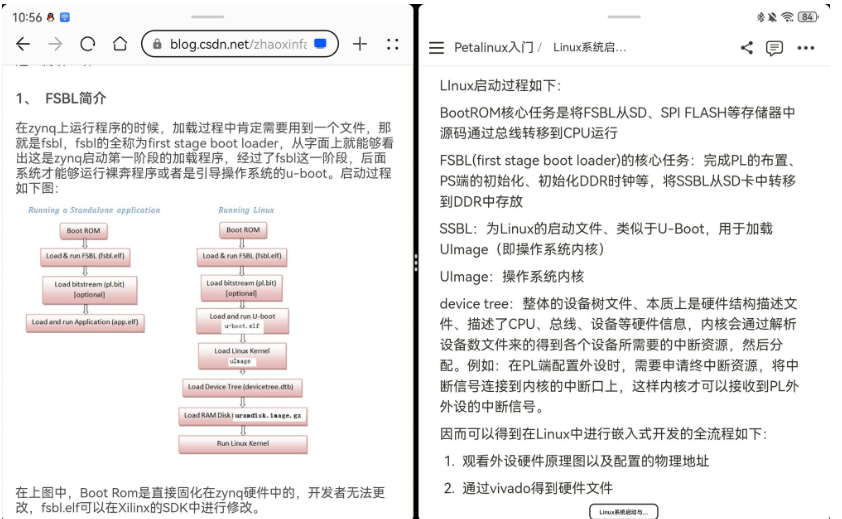 10:56
84
blog.csdn.net/zhaoxinfa
Petalinux入门 / Linux系统启...
1、 FSBL简介
在zynq上运行程序的时候，加载过程中肯定需要用到一个文件，那
就是fsbl，fsbl的全称为first stage boot loader，从字面上就能够看
出这是zynq启动第一阶段的加载程序，经过了fsbl这一阶段，后面
系统才能够运行裸奔程序或者是引导操作系统的u-boot。启动过程
如下图：
Running a Standalone application
Boot ROM
Load & run FSBL (fsbl.elf)
Load bitstream (pl.bit)
[optional]
Load and run Application (app.elf)
Running Linux
Boot ROM
Load & run FSBL (fsbl.elf)
Load bitstream (pl.bit)
[optional]
Load and run U-boot
u-boot.elf
Load Linux Kernel
uImage
Load Device Tree (devicetree.dtb)
Load RAM Disk uramdisk.image.gz
Run Linux Kernel
在上图中，Boot Rom是直接固化在zynq硬件中的，开发者无法更
改，fsbl.elf可以在Xilinx的SDK中进行修改。
LInux启动过程如下：
BootROM核心任务是将FSBL从SD、SPI FLASH等存储器中
源码通过总线转移到CPU运行
FSBL(first stage boot loader)的核心任务：完成PL的布置、
PS端的初始化、初始化DDR时钟等，将SSBL从SD卡中转移
到DDR中存放
SSBL：为Linux的启动文件、类似于U-Boot，用于加载
UImage（即操作系统内核）
UImage：操作系统内核
device tree：整体的设备树文件、本质上是硬件结构描述文
件、描述了CPU、总线、设备等硬件信息，内核会通过解析
设备数文件来的得到各个设备所需要的中断资源，然后分
配。例如：在PL端配置外设时，需要申请终中断资源，将中
断信号连接到内核的中断口上，这样内核才可以接收到PL外
外设的中断信号。
因而可以得到在Linux中进行嵌入式开发的全流程如下：
1. 观看外设硬件原理图以及配置的物理地址
2. 通过vivado得到硬件文件
Linux系统启动与...